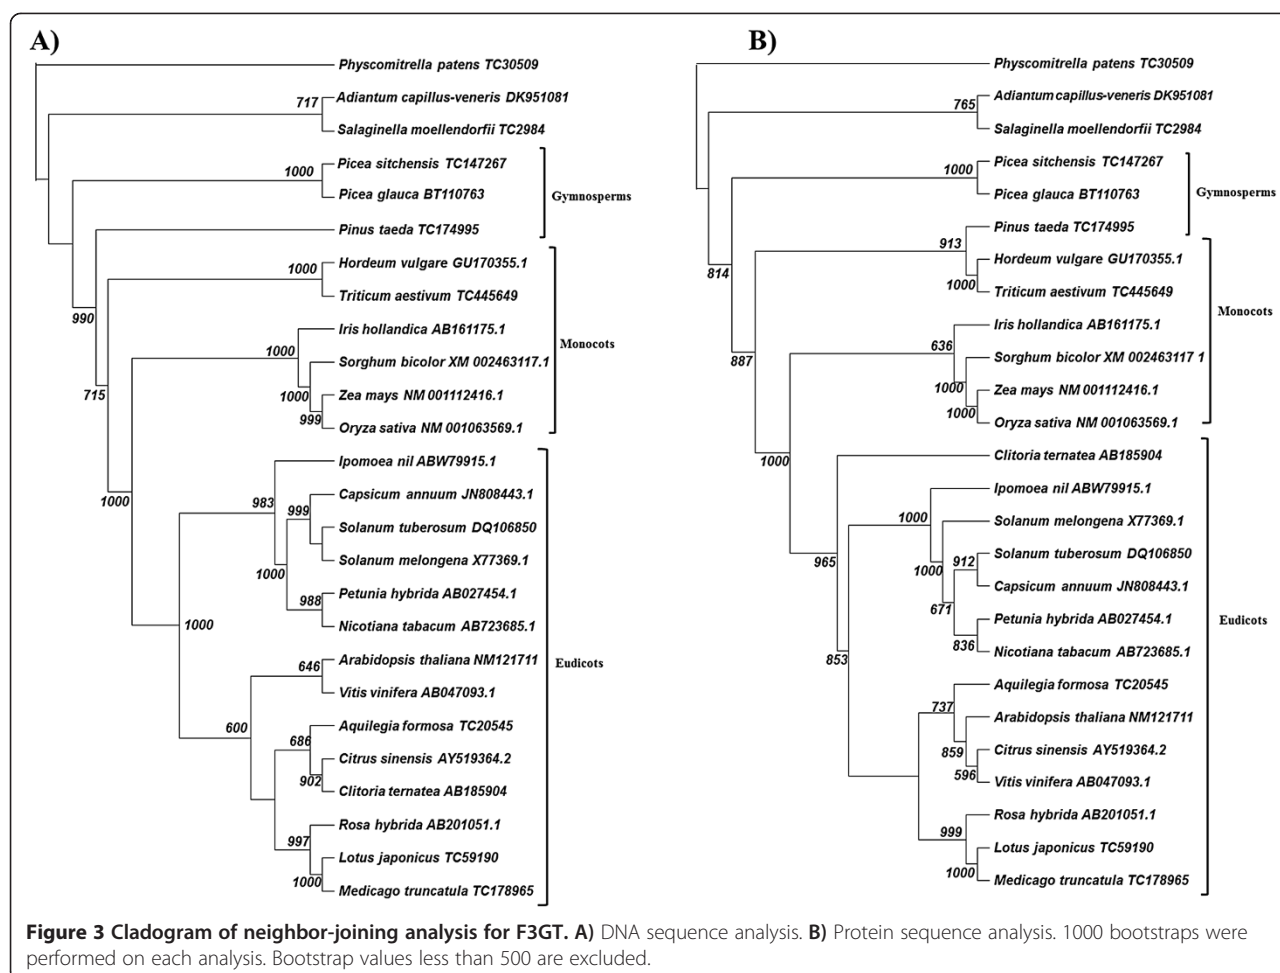 A)
Physcomitrella patens TC30509
717
Adiantum capillus-veneris DK951081
Salaginella moellendorfii TC2984
1000
Picea sitchensis TC147267
Picea glauca BT110763
Gymnosperms
Pinus taeda TC174995
990
1000
Hordeum vulgare GU170355.1
Triticum aestivum TC445649
715
Monocots
1000
Iris hollandica AB161175.1
1000
Sorghum bicolor XM 002463117.1
999
Zea mays NM 001112416.1
Oryza sativa NM 001063569.1
1000
983
Ipomoea nil ABW79915.1
999
Capsicum annuum JN808443.1
Solanum tuberosum DQ106850
Solanum melongena X77369.1
1000
988
Petunia hybrida AB027454.1
Nicotiana tabacum AB723685.1
1000
Eudicots
646
Arabidopsis thaliana NM121711
Vitis vinifera AB047093.1
600
686
Aquilegia formosa TC20545
902
Citrus sinensis AY519364.2
Clitoria ternatea AB185904
997
Rosa hybrida AB201051.1
1000
Lotus japonicus TC59190
Medicago truncatula TC178965
B)
Physcomitrella patens TC30509
765
Adiantum capillus-veneris DK951081
Salaginella moellendorfii TC2984
814
1000
Picea sitchensis TC147267
Picea glauca BT110763
Gymnosperms
887
913
Pinus taeda TC174995
1000
Hordeum vulgare GU170355.1
Triticum aestivum TC445649
Monocots
1000
636
Iris hollandica AB161175.1
1000
Sorghum bicolor XM 002463117 1
1000
Zea mays NM 001112416.1
Oryza sativa NM 001063569.1
965
Clitoria ternatea AB185904
853
1000
Ipomoea nil ABW79915.1
1000
Solanum melongena X77369.1
912
Solanum tuberosum DQ106850
Capsicum annuum JN808443.1
671
836
Petunia hybrida AB027454.1
Nicotiana tabacum AB723685.1
Eudicots
737
Aquilegia formosa TC20545
859
Arabidopsis thaliana NM121711
596
Citrus sinensis AY519364.2
Vitis vinifera AB047093.1
999
Rosa hybrida AB201051.1
1000
Lotus japonicus TC59190
Medicago truncatula TC178965
Figure 3 Cladogram of neighbor-joining analysis for F3GT. A) DNA sequence analysis. B) Protein sequence analysis. 1000 bootstraps were
performed on each analysis. Bootstrap values less than 500 are excluded.